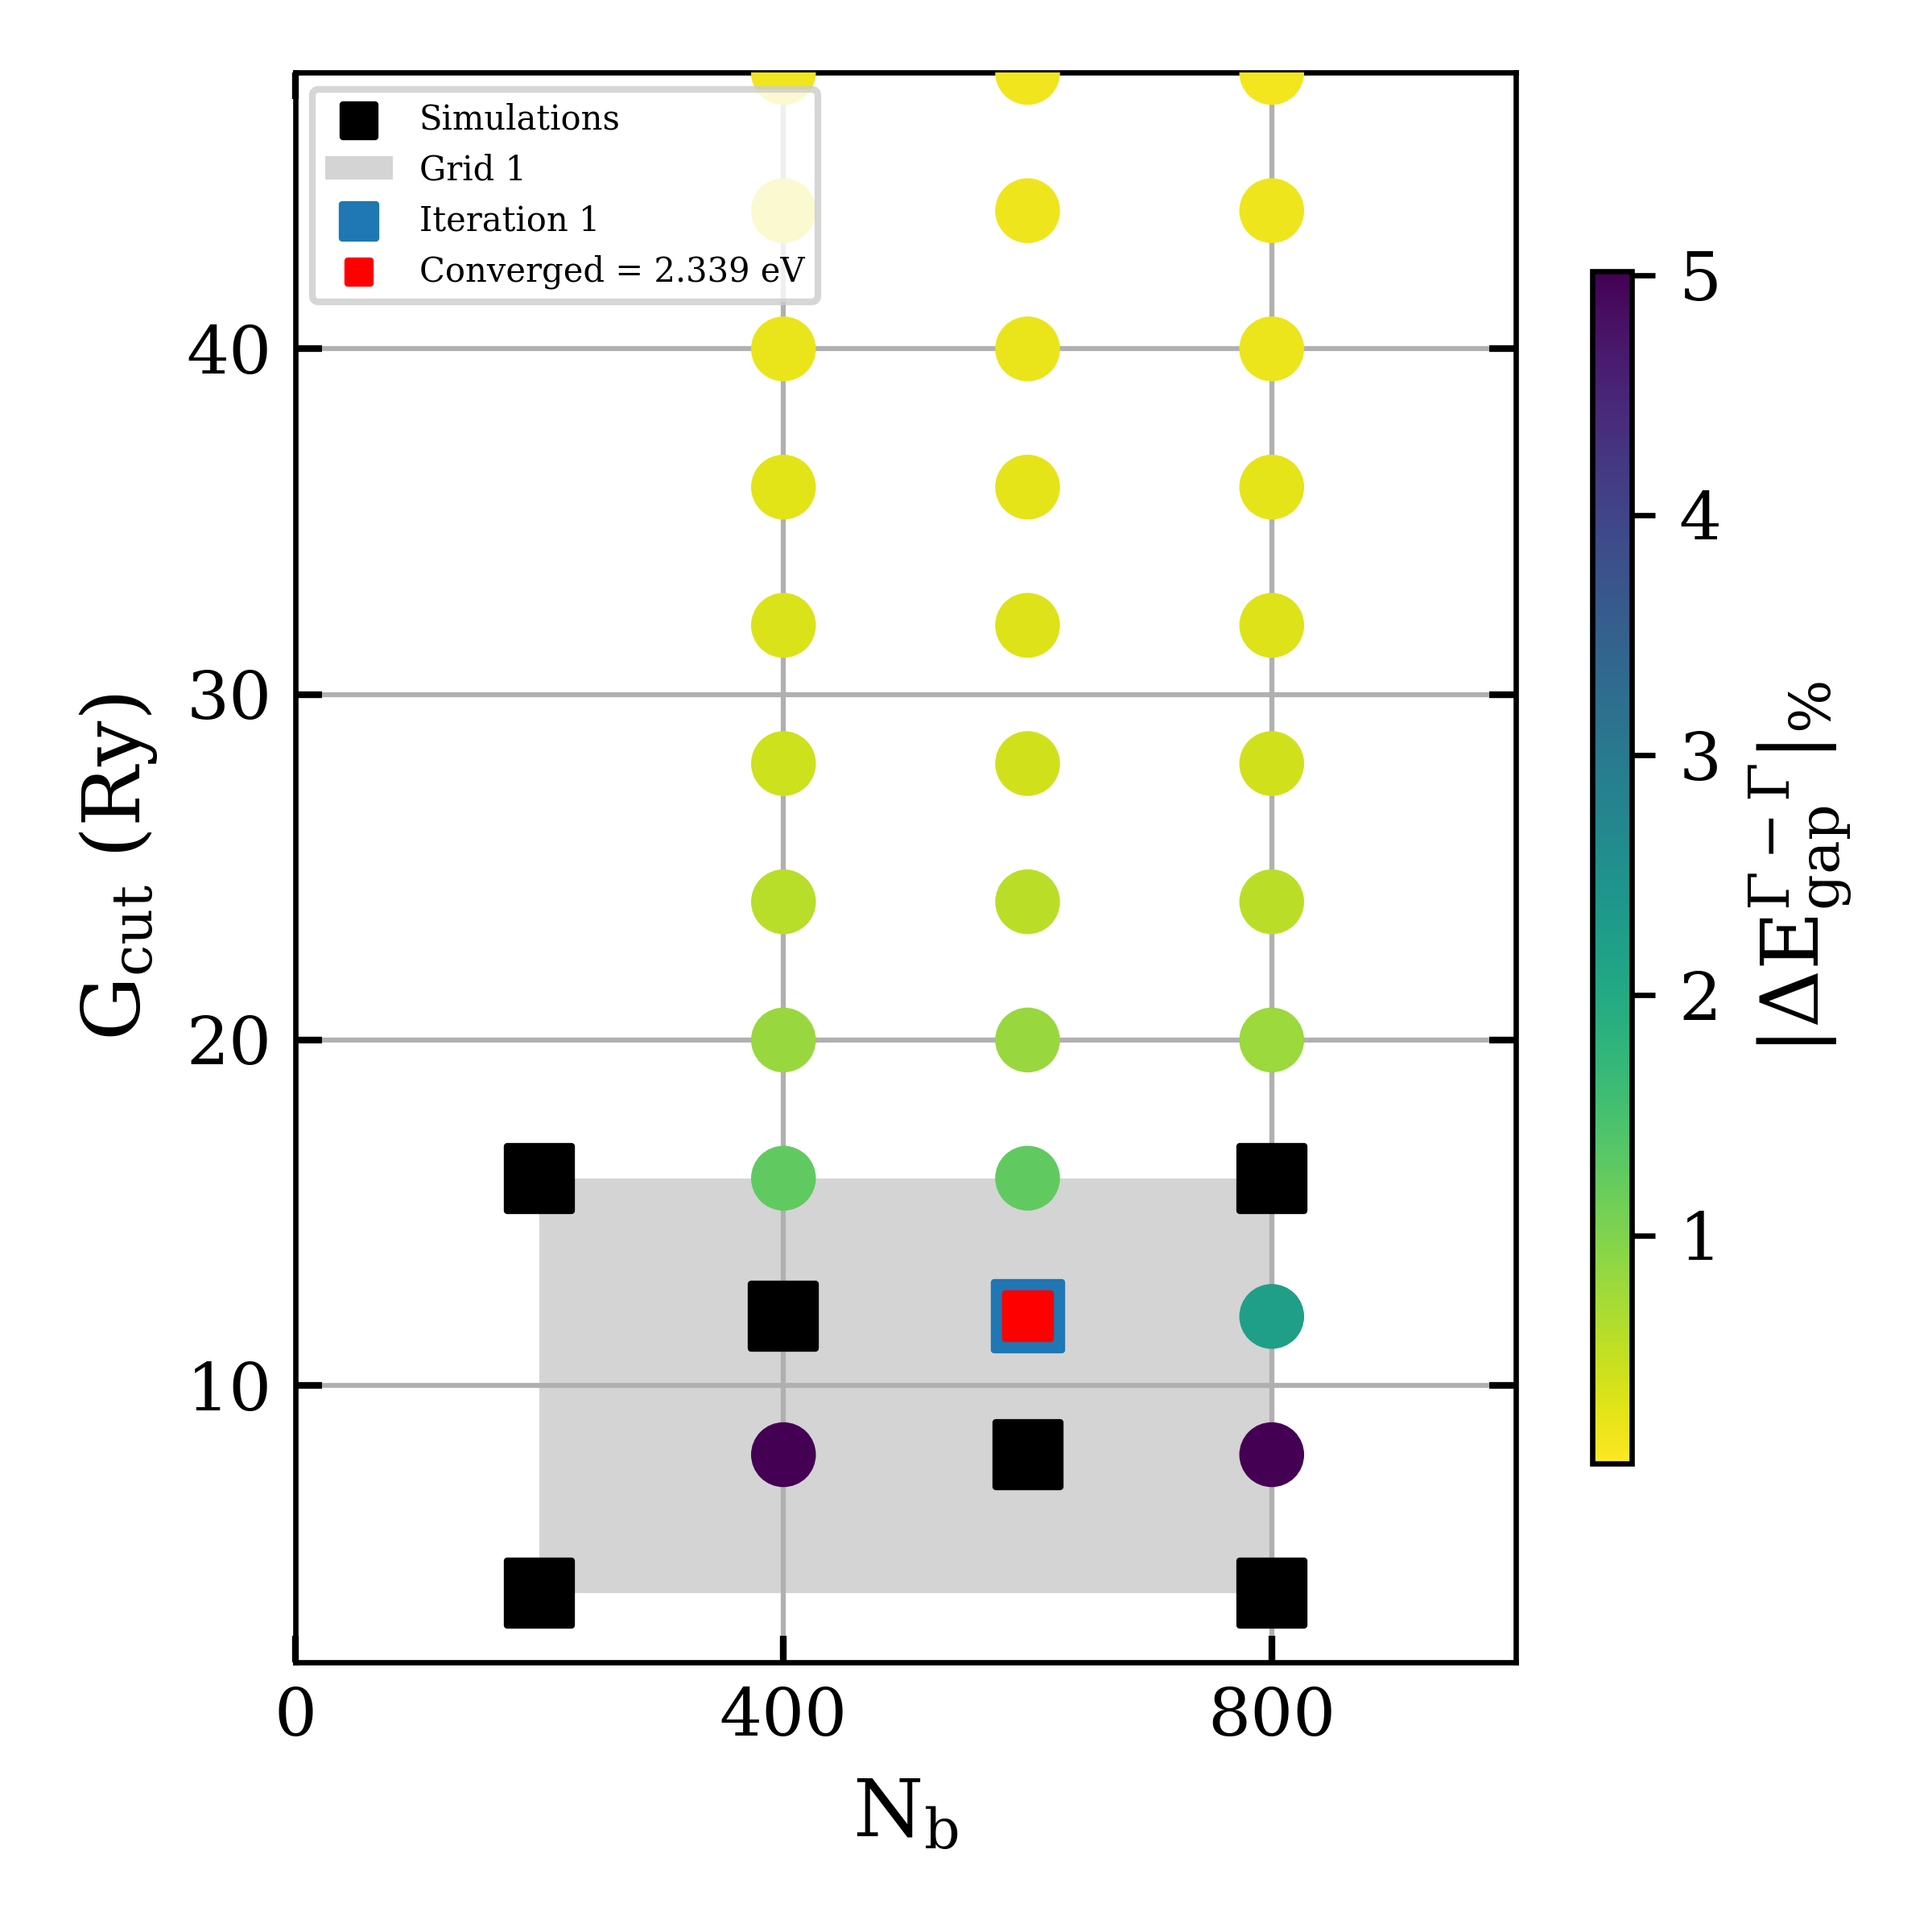 Simulations
Grid 1
Iteration 1
Converged = 2.339 eV
40
30
20
10
G_cut (Ry)
0 400 800
N_b
5
4
3
2
1
|ΔE_gap^Γ−Γ|%